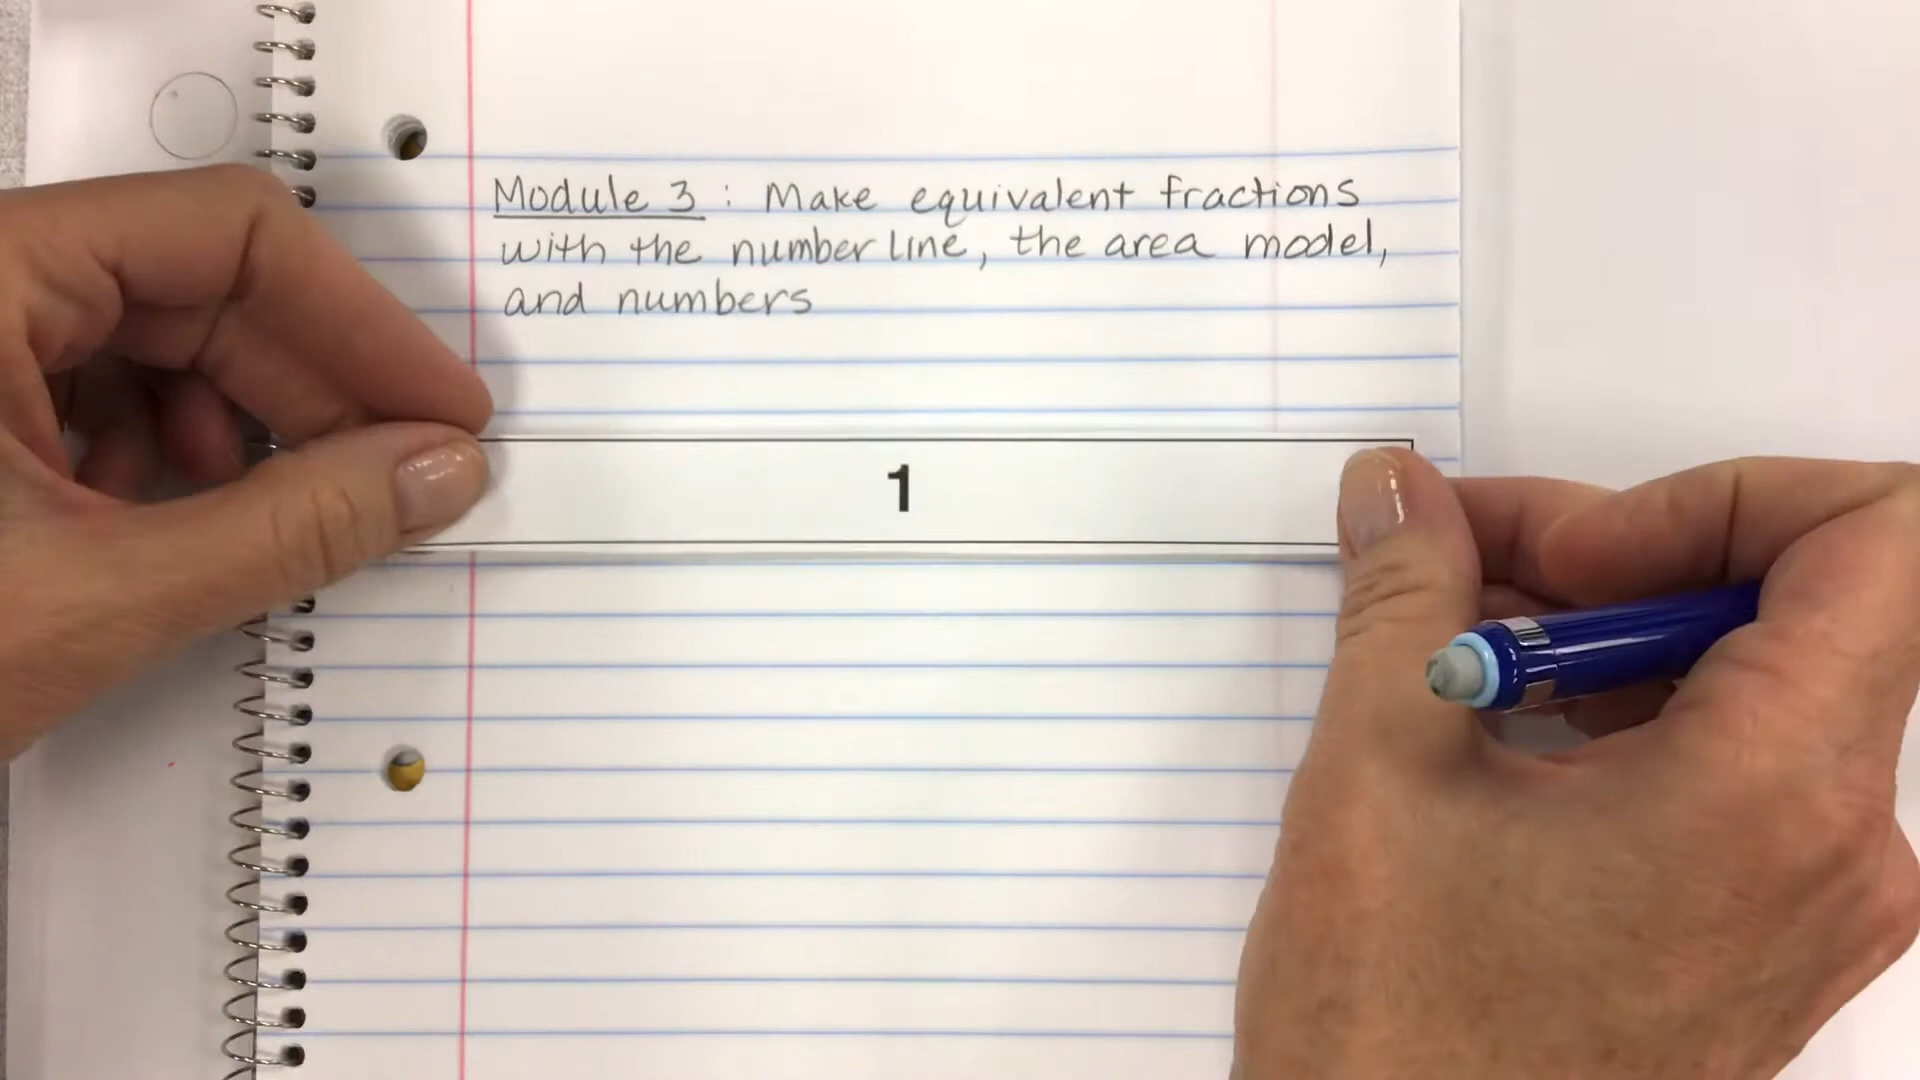 Module 3 : Make equivalent fractions
with the number line, the area model,
and numbers
1